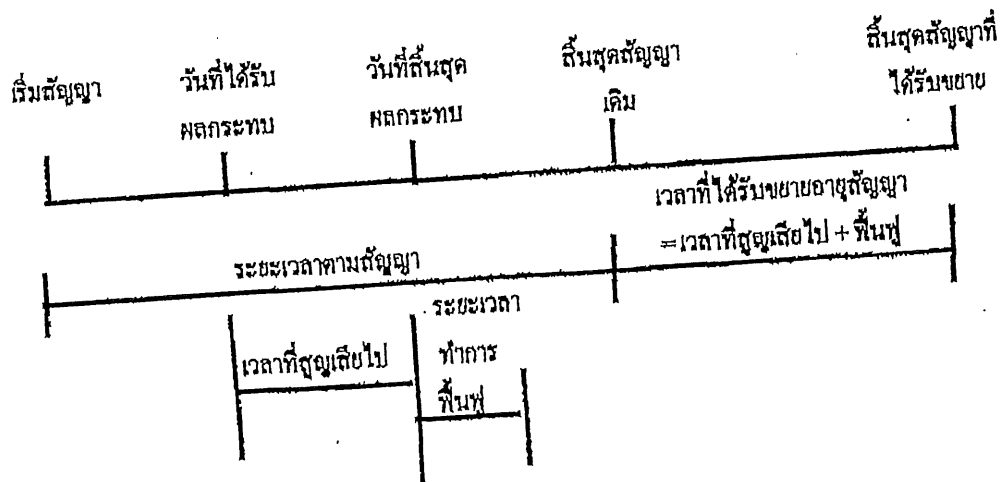 เริ่มสัญญา
วันที่ได้รับ
ผลกระทบ
วันที่สิ้นสุด
ผลกระทบ
สิ้นสุดสัญญา
เดิม
สิ้นสุดสัญญาที่
ได้รับขยาย
เวลาที่ได้รับขยายอายุสัญญา
=เวลาที่สูญเสียไป + ฟื้นฟู
ระยะเวลาตามสัญญา
เวลาที่สูญเสียไป
ระยะเวลา
ทำการ
ฟื้นฟู